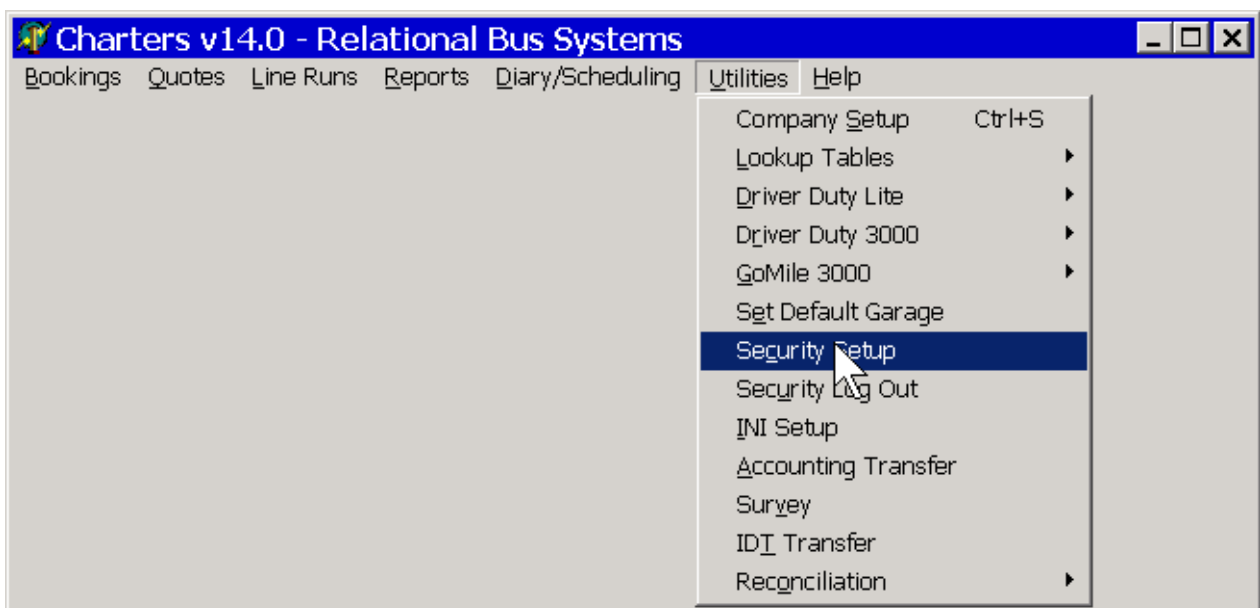 Charters v14.0 - Relational Bus Systems
Bookings Quotes Line Runs Reports Diary/Scheduling Utilities Help
Company Setup Ctrl+S
Lookup Tables
Driver Duty Lite
Driver Duty 3000
GoMile 3000
Set Default Garage
Security Setup
Security Log Out
INI Setup
Accounting Transfer
Survey
IDT Transfer
Reconciliation